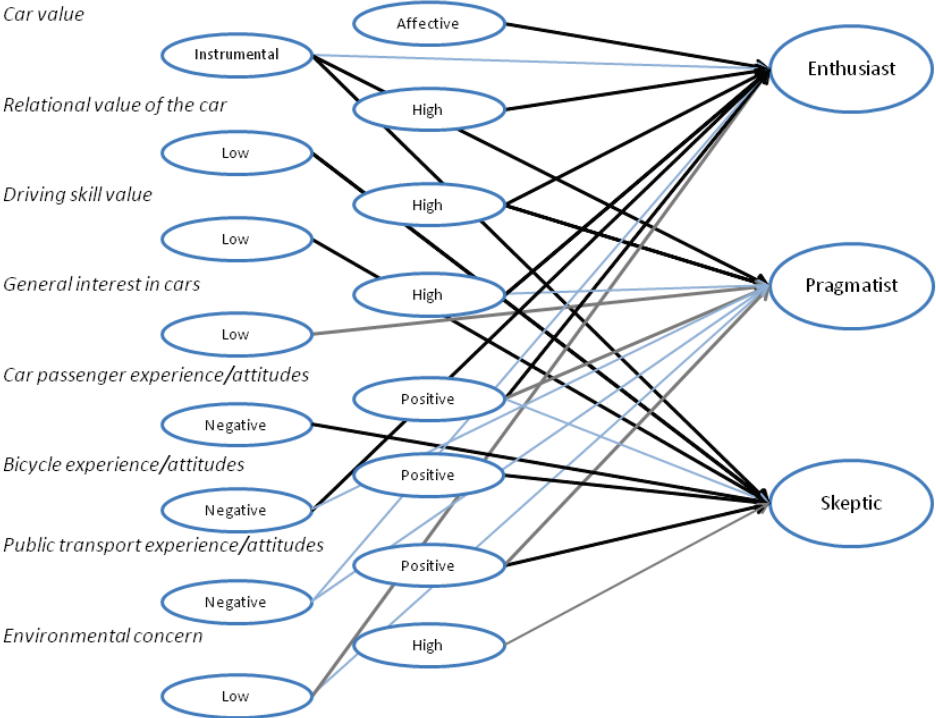 Car value
Affective
Instrumental
Enthusiast
Relational value of the car
High
Low
Driving skill value
High
Low
General interest in cars
High
Pragmatist
Low
Car passenger experience/attitudes
Positive
Negative
Bicycle experience/attitudes
Positive
Negative
Skeptic
Public transport experience/attitudes
Positive
Negative
Environmental concern
High
Low